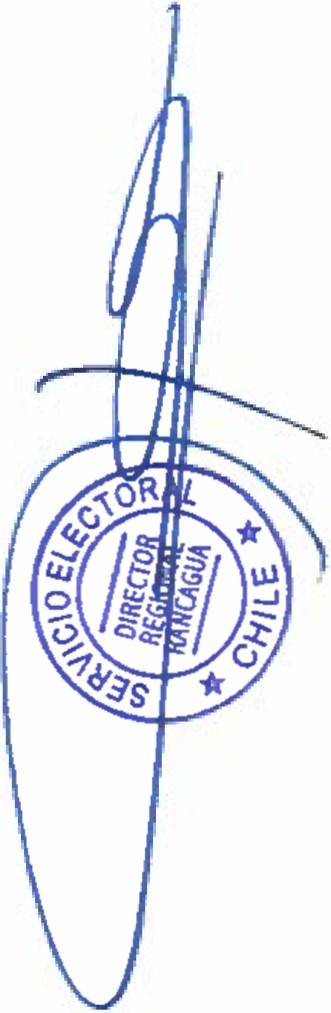 SERVICIO ELECTORAL
DIRECTOR
REGIONAL
RANCAGUA
★ CHILE ★